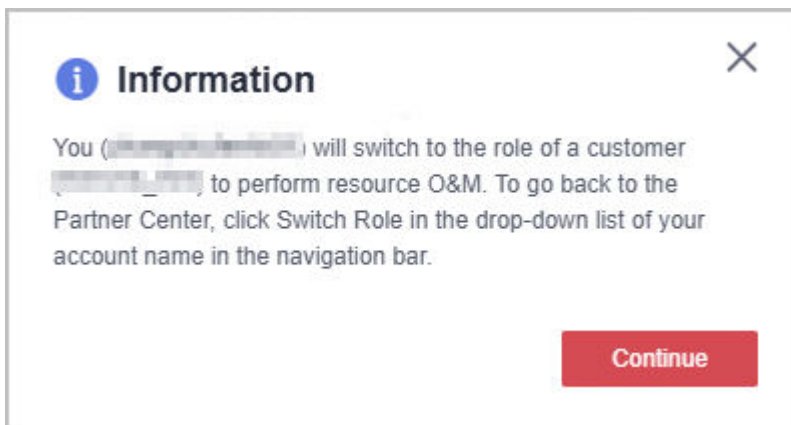 Information
You ( ) will switch to the role of a customer
( ) to perform resource O&M. To go back to the
Partner Center, click Switch Role in the drop-down list of your
account name in the navigation bar.
Continue